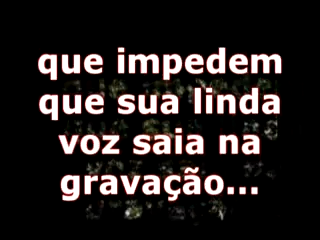 que impedem
que sua linda
voz saia na
gravação...